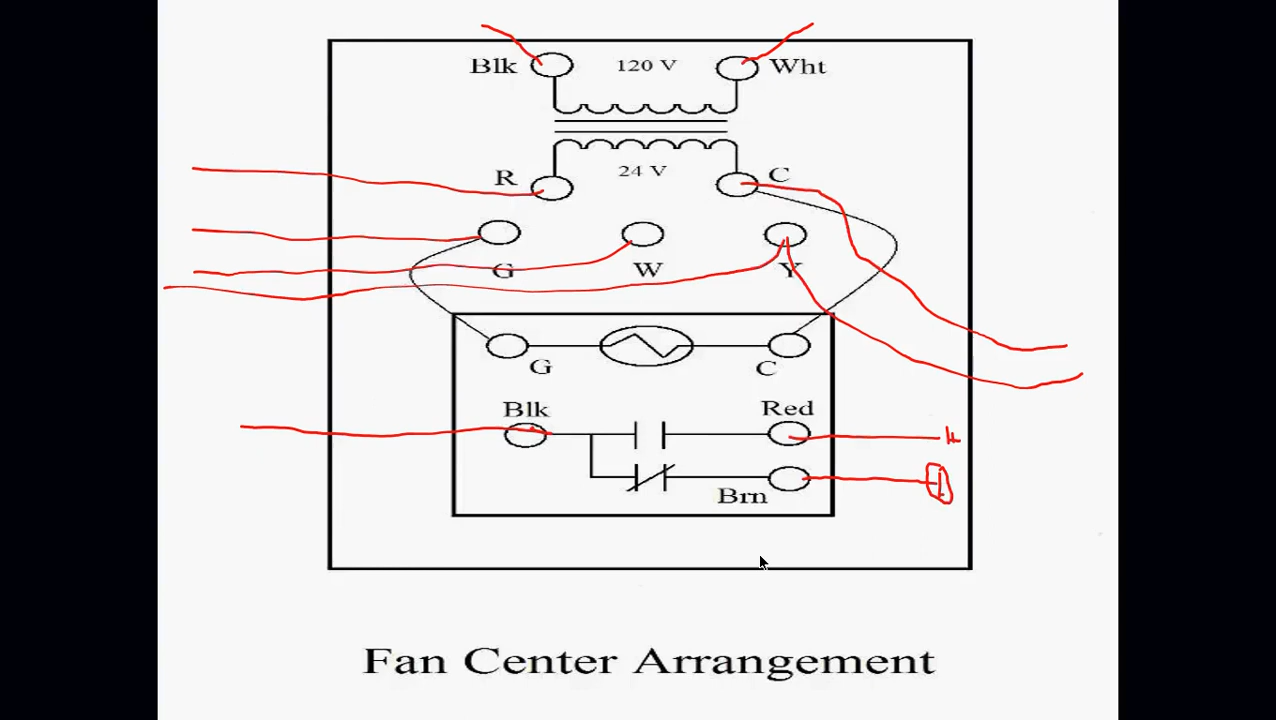 Blk 120 V Wht
R 24 V C
G W Y
G C
Blk Red
Brn
Fan Center Arrangement